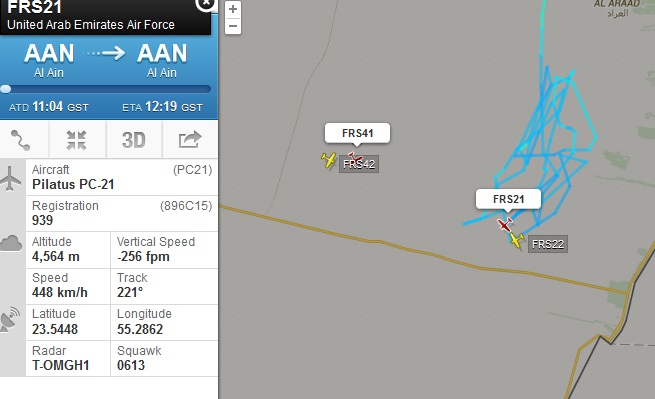 FRS21
United Arab Emirates Air Force
AAN AAN
Al Ain Al Ain
ATD 11:04 GST ETA 12:19 GST
3D
Aircraft (PC21)
Pilatus PC-21
Registration (896C15)
939
Altitude Vertical Speed
4,564 m -256 fpm
Speed Track
448 km/h 221°
Latitude Longitude
23.5448 55.2862
Radar Squawk
T-OMGH1 0613
+
−
AL ARAAD
العراد
FRS41
FRS42
FRS21
FRS22